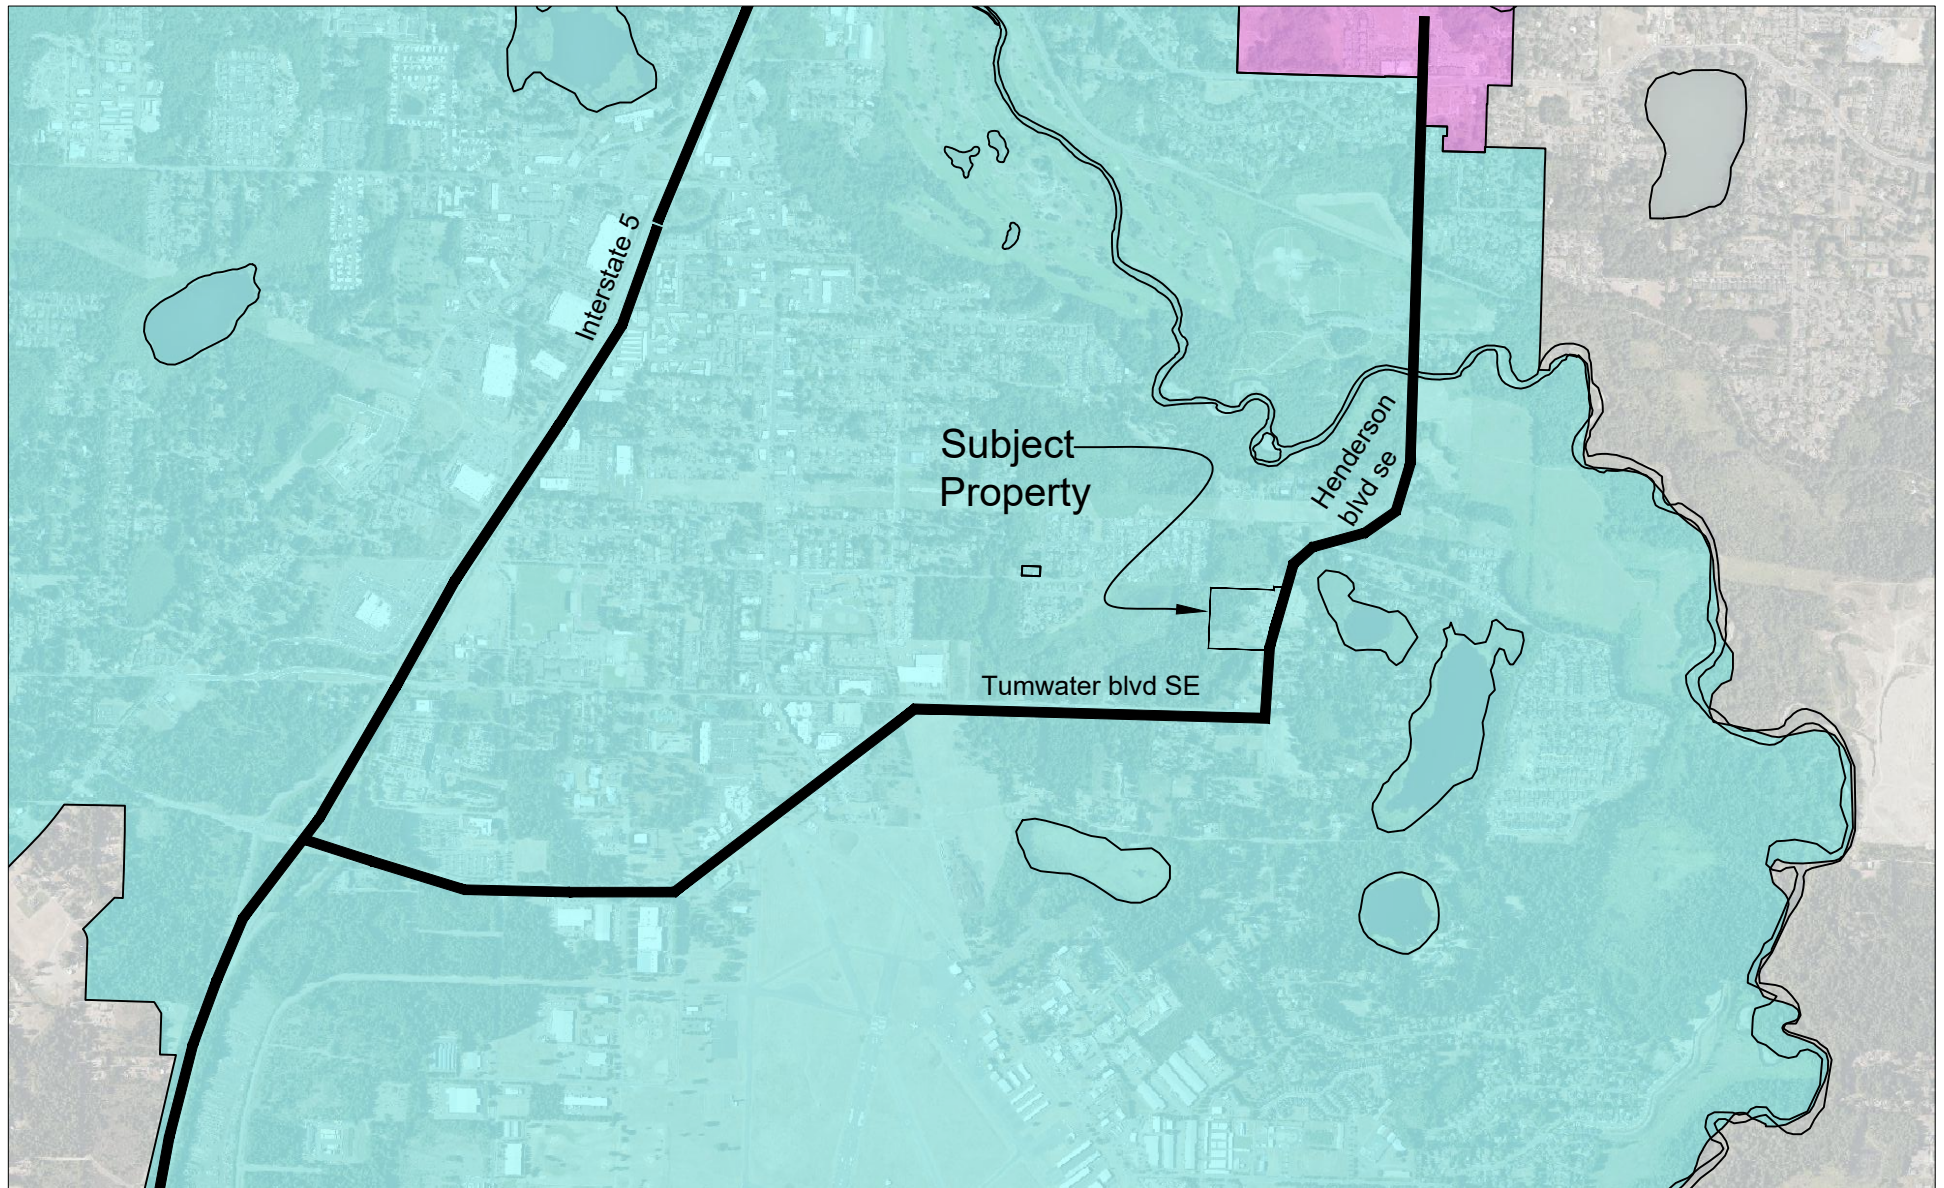 Interstate 5
Subject
Property
Henderson
blvd se
Tumwater blvd SE